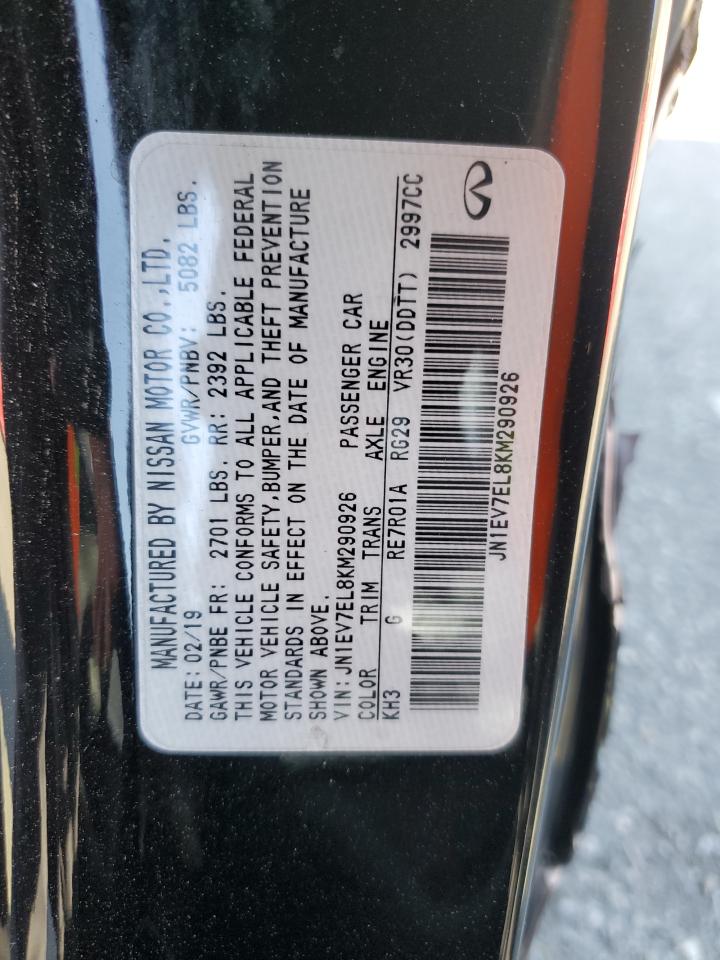 MANUFACTURED BY NISSAN MOTOR CO.,LTD.
DATE: 02/19 GVWR/PNBV: 5082 LBS.
GAWR/PNBE FR: 2701 LBS. RR: 2392 LBS.
THIS VEHICLE CONFORMS TO ALL APPLICABLE FEDERAL
MOTOR VEHICLE SAFETY,BUMPER,AND THEFT PREVENTION
STANDARDS IN EFFECT ON THE DATE OF MANUFACTURE
SHOWN ABOVE.
VIN:JN1EV7EL8KM290926 PASSENGER CAR
COLOR TRIM TRANS AXLE ENGINE
KH3 G RE7R01A RG29 VR30(DDTT) 2997CC
JN1EV7EL8KM290926